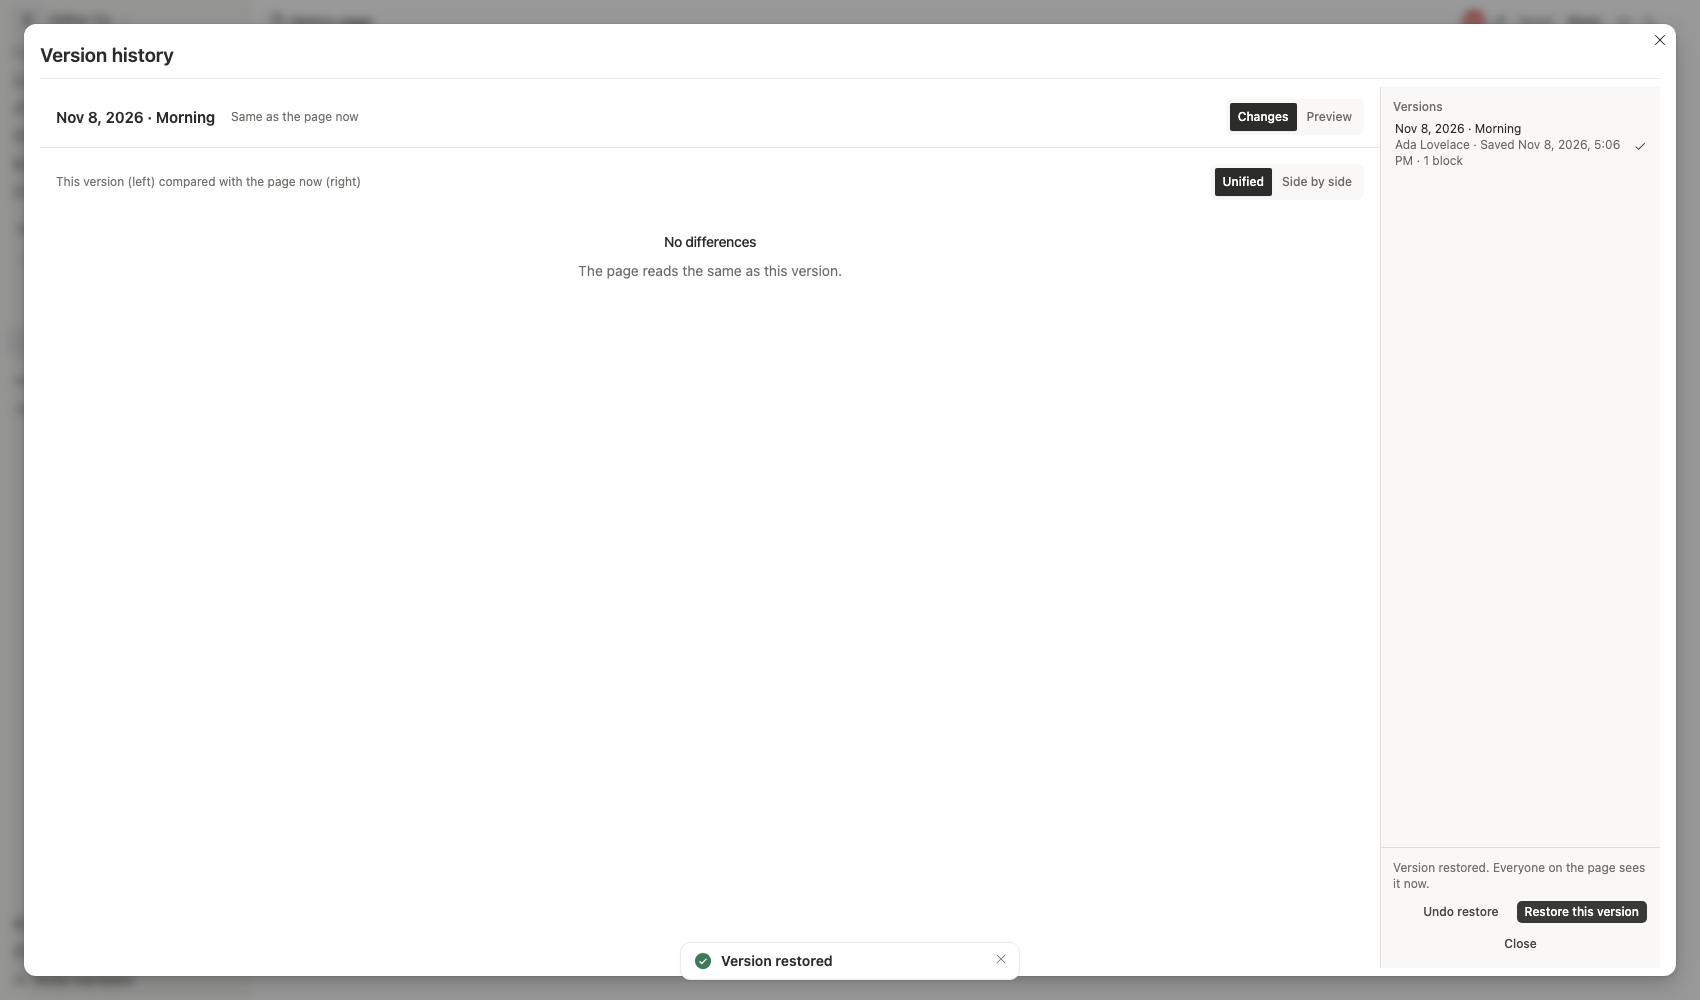 Version history
Nov 8, 2026 · Morning
Same as the page now
Changes
Preview
This version (left) compared with the page now (right)
Unified
Side by side
No differences
The page reads the same as this version.
Versions
Nov 8, 2026 · Morning
Ada Lovelace · Saved Nov 8, 2026, 5:06
PM · 1 block
Version restored. Everyone on the page sees
it now.
Undo restore
Restore this version
Close
Version restored